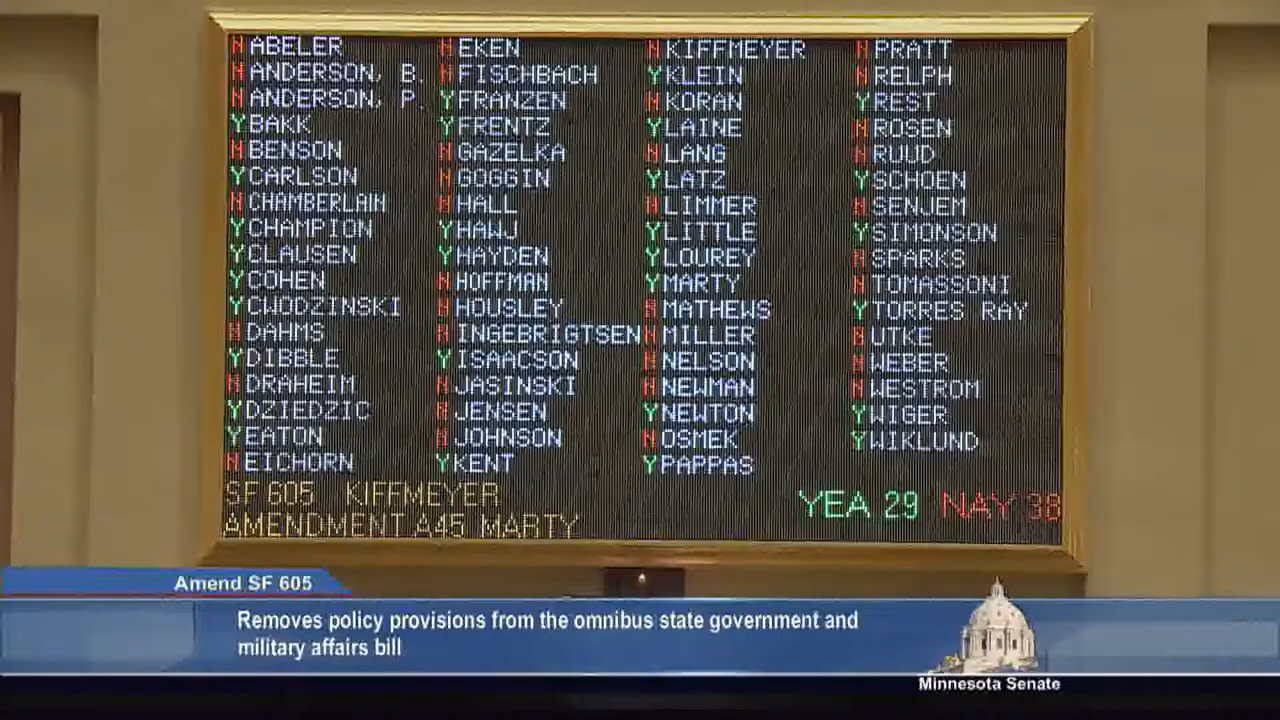 N ABELER
N ANDERSON, B.
N ANDERSON, P.
Y BAKK
N BENSON
Y CARLSON
N CHAMBERLAIN
Y CHAMPION
Y CLAUSEN
Y COHEN
Y CWODZINSKI
N DAHMS
Y DIBBLE
N DRAHEIM
Y DZIEDZIC
Y EATON
N EICHORN
N EKEN
N FISCHBACH
Y FRANZEN
Y FRENTZ
N GAZELKA
N GOGGIN
N HALL
Y HAWJ
Y HAYDEN
N HOFFMAN
N HOUSLEY
N INGEBRIGTSEN
Y ISAACSON
N JASINSKI
N JENSEN
N JOHNSON
Y KENT
N KIFFMEYER
Y KLEIN
N KORAN
Y LAINE
N LANG
Y LATZ
N LIMMER
Y LITTLE
Y LOUREY
Y MARTY
N MATHEWS
N MILLER
N NELSON
N NEWMAN
Y NEWTON
N OSMEK
Y PAPPAS
N PRATT
N RELPH
Y REST
N ROSEN
N RUUD
Y SCHOEN
N SENJEM
Y SIMONSON
N SPARKS
N TOMASSONI
Y TORRES RAY
N UTKE
N WEBER
N WESTROM
Y WIGER
Y WIKLUND
SF 605 KIFFMEYER
AMENDMENT A45 MARTY
YEA 29 NAY 38
Amend SF 605
Removes policy provisions from the omnibus state government and
military affairs bill
Minnesota Senate